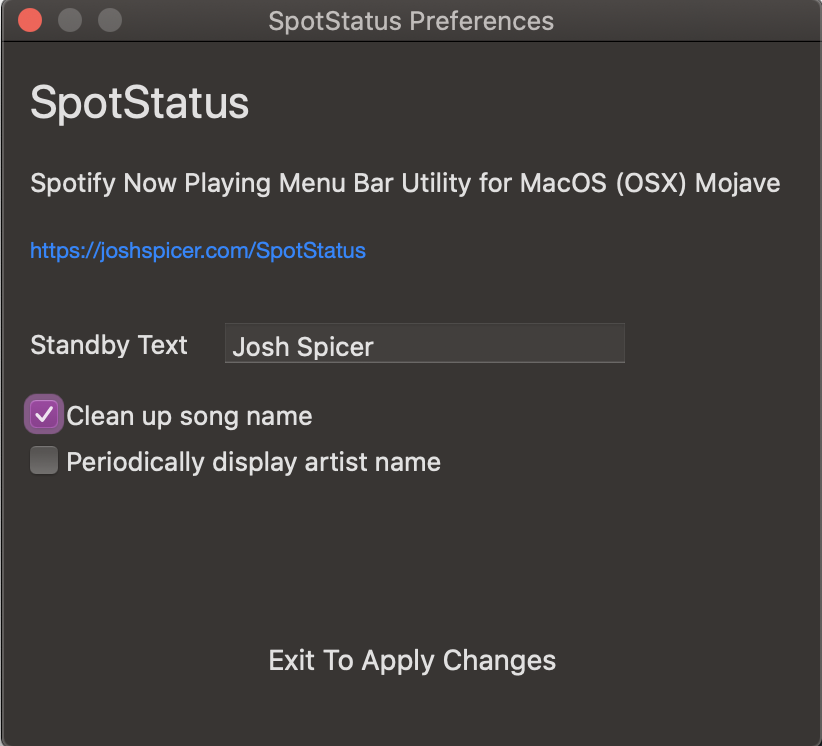 SpotStatus Preferences
SpotStatus
Spotify Now Playing Menu Bar Utility for MacOS (OSX) Mojave
https://joshspicer.com/SpotStatus
Standby Text Josh Spicer
Clean up song name
Periodically display artist name
Exit To Apply Changes